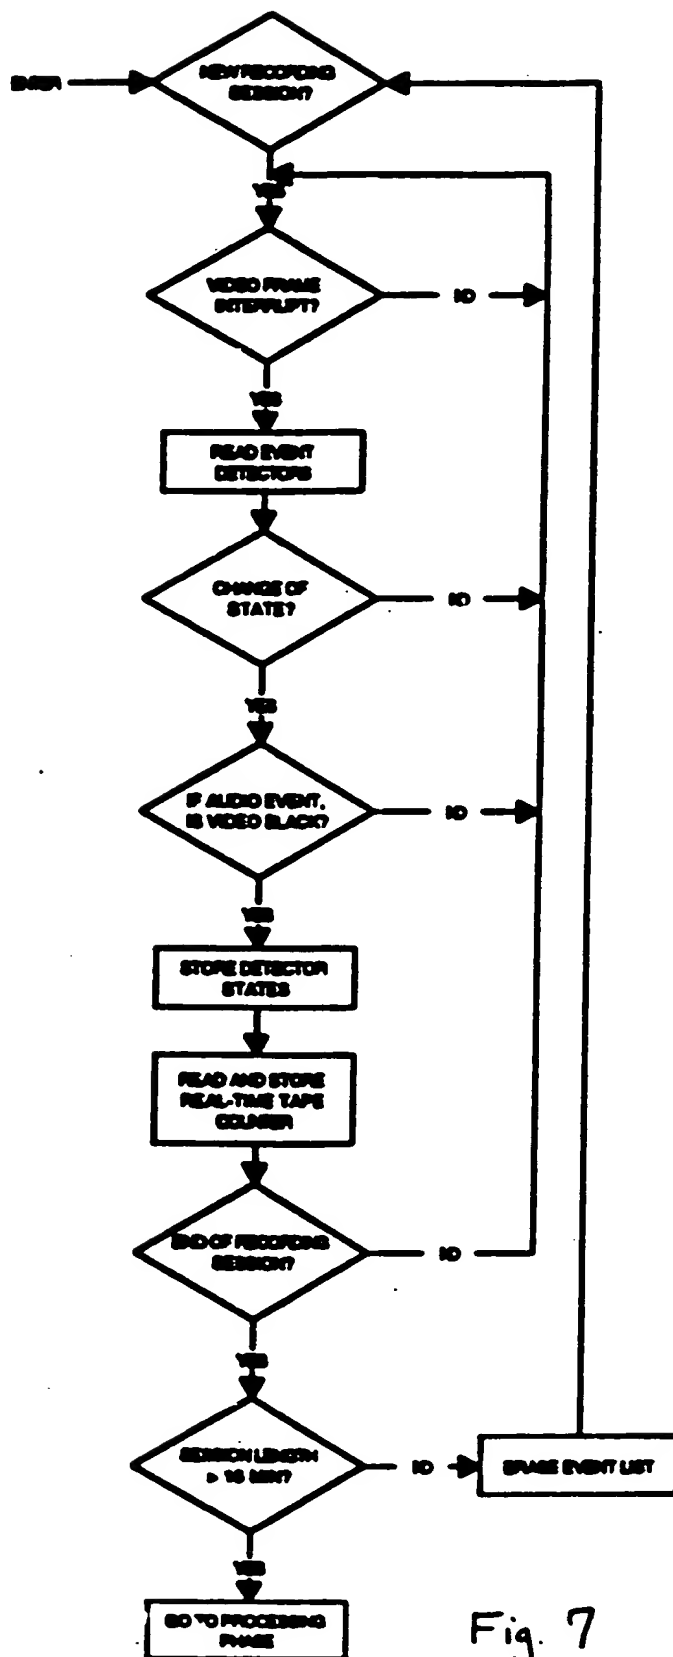 ENTER
NEW RECORDING
SESSION?
YES
VIDEO FRAME
INTERRUPT?
NO
YES
READ EVENT
DETECTORS
CHANGE OF
STATE?
NO
YES
IF AUDIO EVENT,
IS VIDEO BLACK?
NO
YES
STORE DETECTOR
STATES
READ AND STORE
REAL-TIME TAPE
COUNTER
END OF RECORDING
SESSION?
NO
YES
SESSION LENGTH
MIN?
NO
ERASE EVENT LIST
YES
GO TO PROCESSING
PHASE
Fig. 7